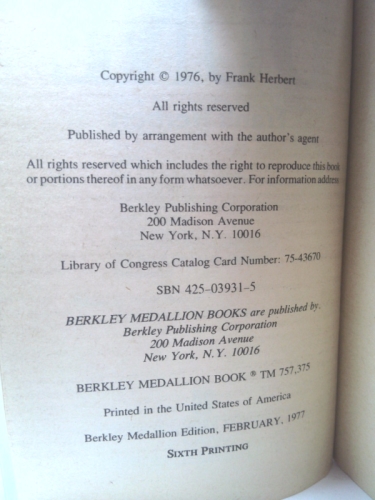 Copyright © 1976, by Frank Herbert
All rights reserved
Published by arrangement with the author's agent
All rights reserved which includes the right to reproduce this book
or portions thereof in any form whatsoever. For information address
Berkley Publishing Corporation
200 Madison Avenue
New York, N.Y. 10016
Library of Congress Catalog Card Number: 75-43670
SBN 425-03931-5
BERKLEY MEDALLION BOOKS are published by
Berkley Publishing Corporation
200 Madison Avenue
New York, N.Y. 10016
BERKLEY MEDALLION BOOK ® TM 757,375
Printed in the United States of America
Berkley Medallion Edition, FEBRUARY, 1977
SIXTH PRINTING